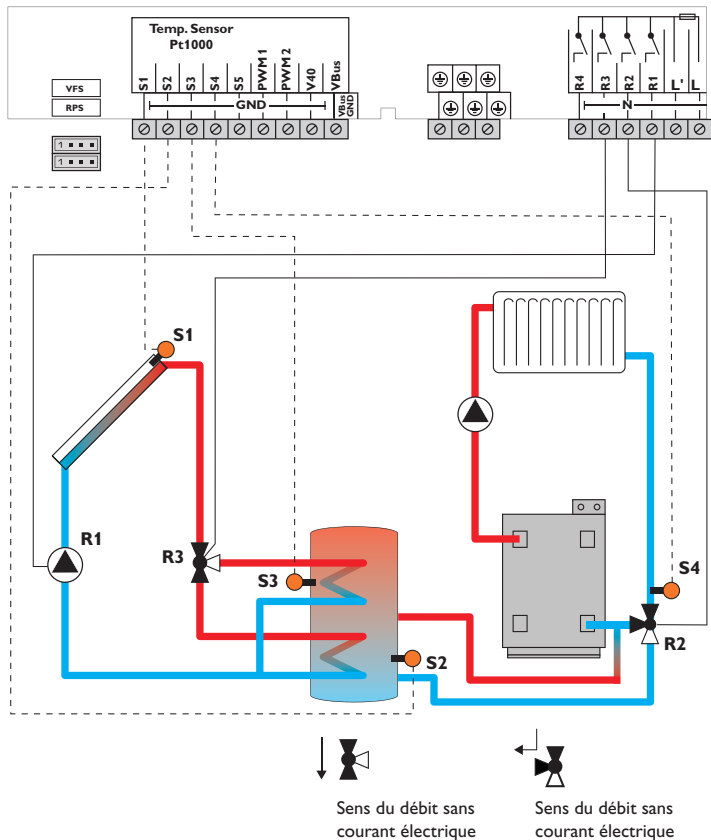 Temp. Sensor
Pt1000
VFS
RPS
S1
S2
S3
S4
S5
PWM 1
PWM 2
V40
VBus
GND
VBus
GND
1
1
R4
R3
R2
R1
L'
L
N
S1
R1
R3
S3
S2
S4
R2
Sens du débit sans
courant électrique
Sens du débit sans
courant électrique